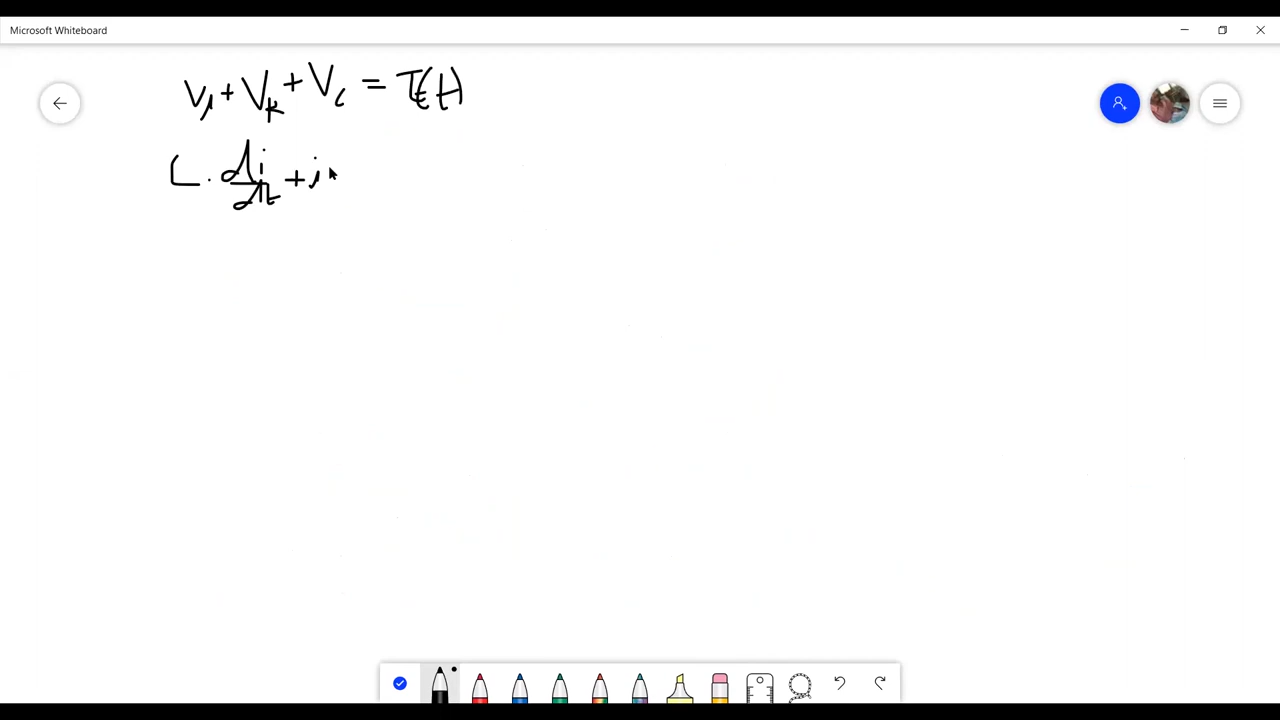 Microsoft Whiteboard
V_L + V_R + V_C = E(t)
L · di/dt + i